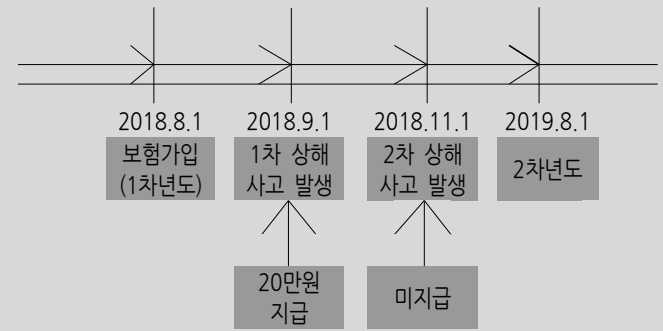 2018.8.1
2018.9.1
2018.11.1
2019.8.1
보험가입
(1차년도)
1차 상해
사고 발생
2차 상해
사고 발생
2차년도
20만원
지급
미지급